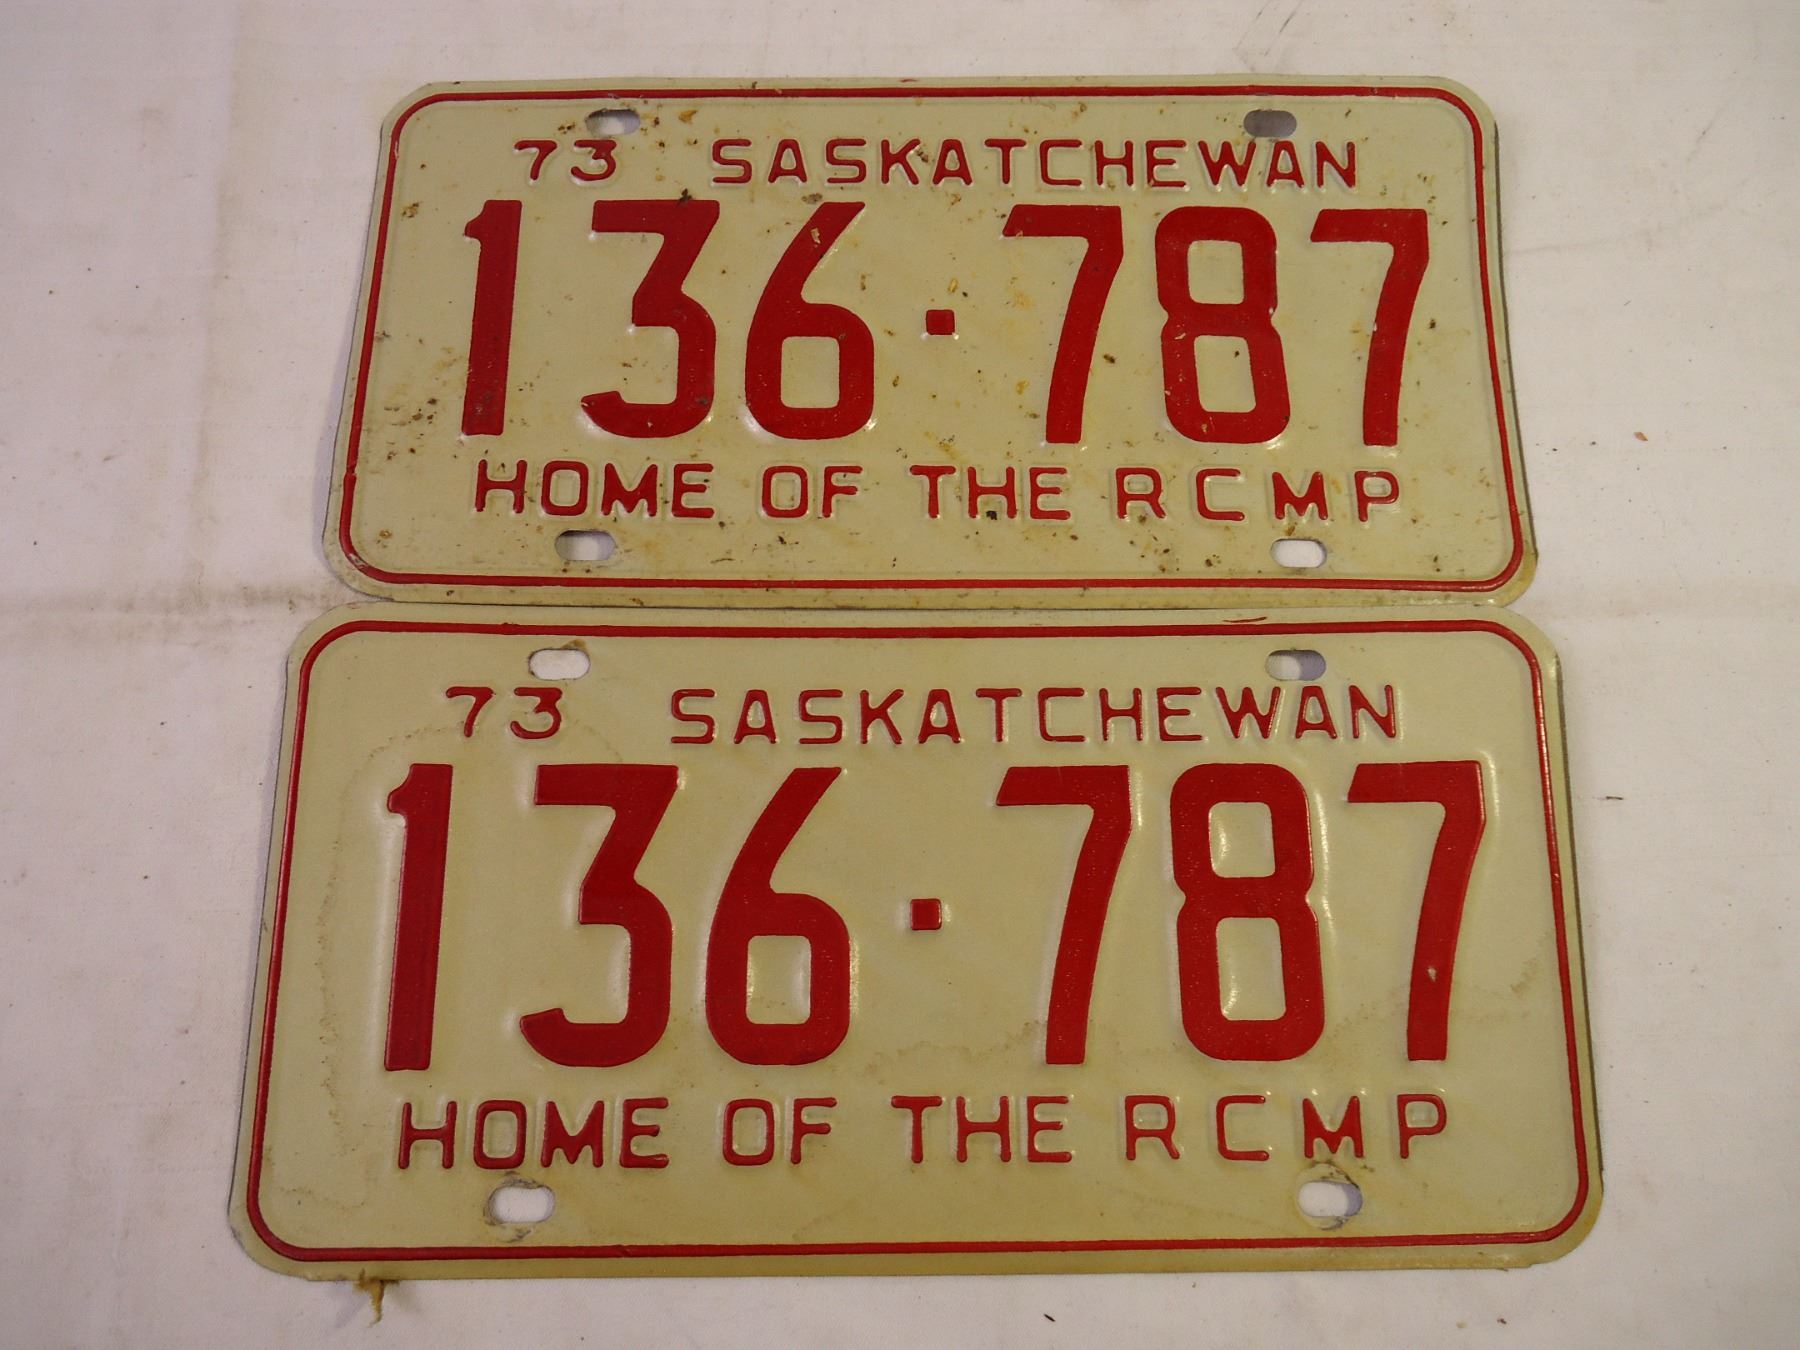 73 SASKATCHEWAN
136·787
HOME OF THE RCMP
73 SASKATCHEWAN
136·787
HOME OF THE RCMP